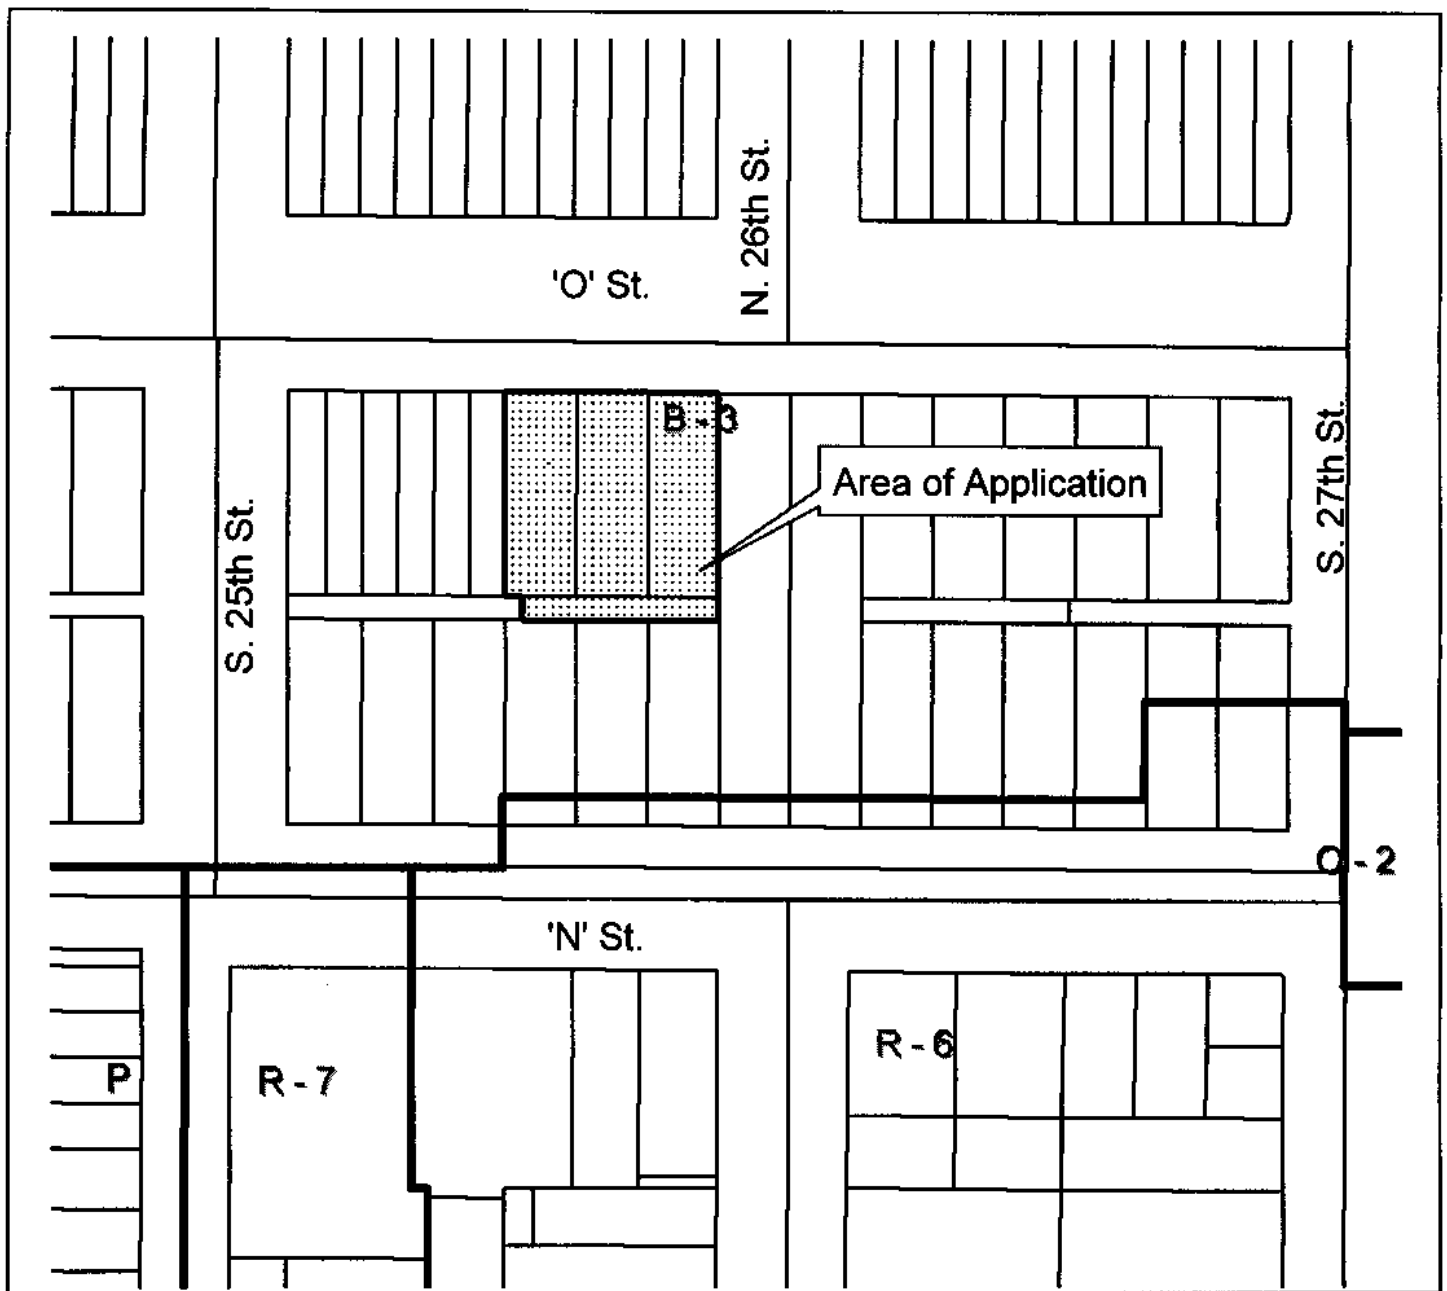 N. 26th St.
'O' St.
B - 3
Area of Application
S. 27th St.
S. 25th St.
O - 2
'N' St.
R - 6
P
R - 7